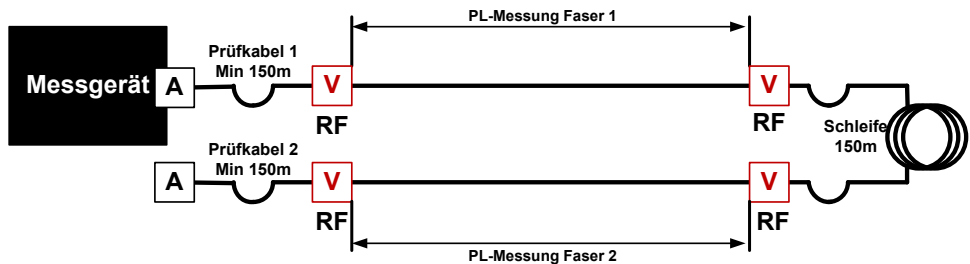 PL-Messung Faser 1
Prüfkabel 1
Min 150m
Messgerät
A
V
V
RF
RF
Schleife
150m
Prüfkabel 2
Min 150m
A
V
V
RF
RF
PL-Messung Faser 2